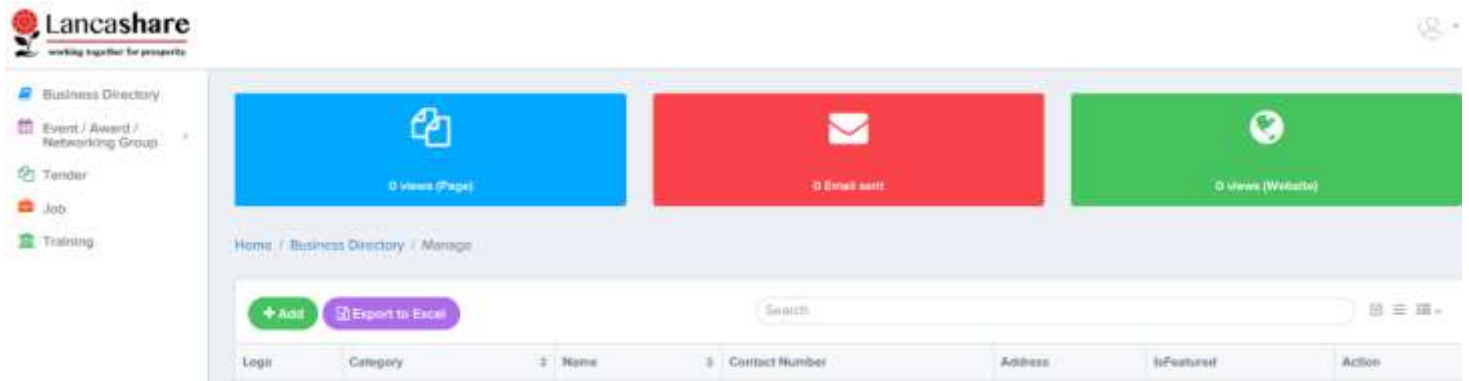 Lancashare
working together for prosperity
Business Directory
Event / Award /
Networking Group
Tender
Job
Training
0 views (Page)
0 Email sent
0 views (Website)
Home / Business Directory / Manage
+ Add
Export to Excel
Search
Logo Category Name Contact Number Address IsFeatured Action